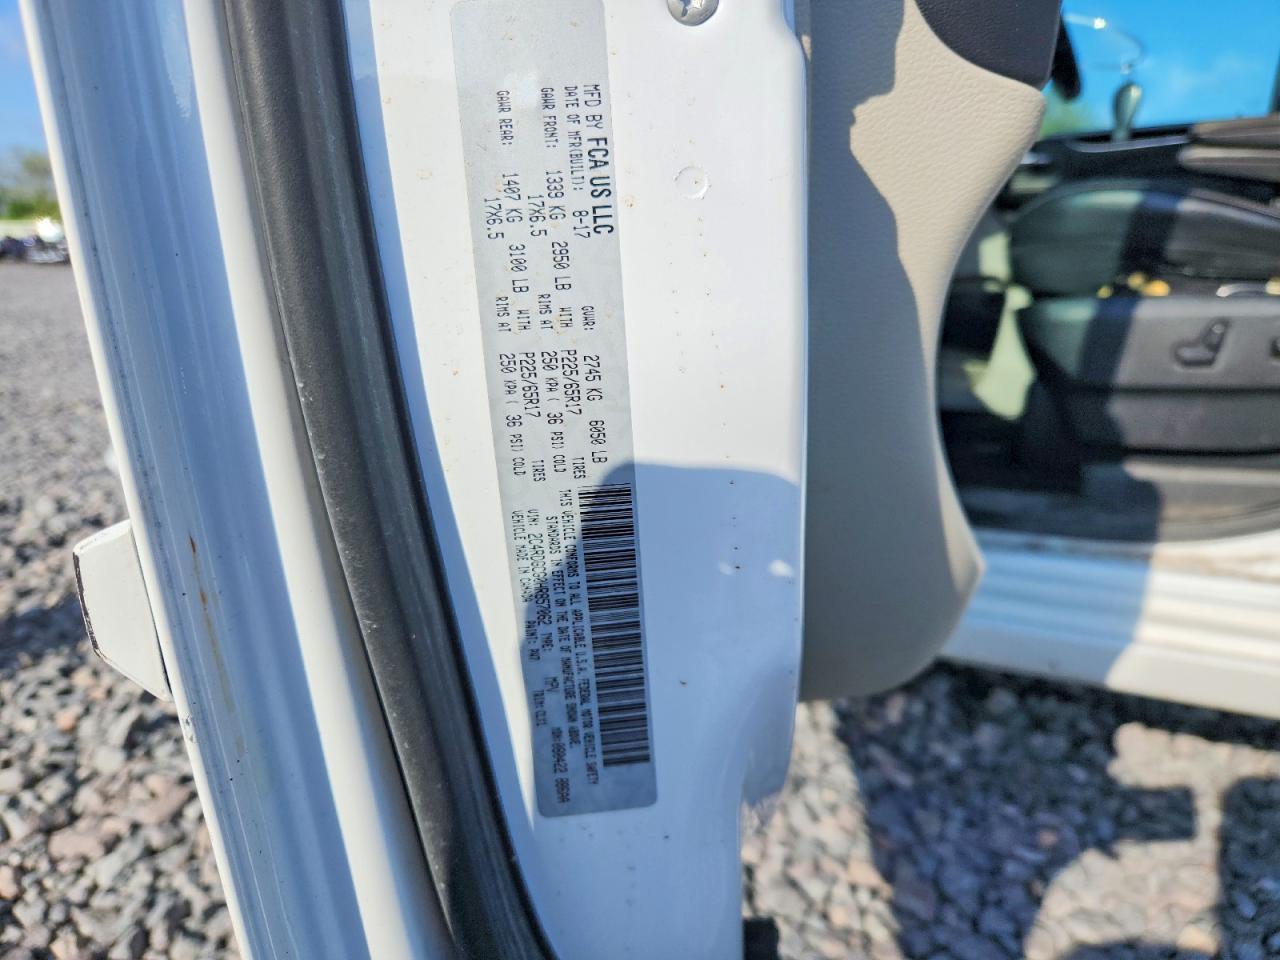 MFD BY FCA US LLC
DATE OF MFR(BUILT): 8-17 GVWR: 2745 KG 6050 LB
GAWR FRONT: 1339 KG 2950 LB WITH P225/65R17 TIRES
17X6.5 RIMS AT 250 KPA ( 36 PSI) COLD
GAWR REAR: 1407 KG 3100 LB WITH P225/65R17 TIRES
17X6.5 RIMS AT 250 KPA ( 36 PSI) COLD
THIS VEHICLE CONFORMS TO ALL APPLICABLE U.S.A. FEDERAL MOTOR VEHICLE SAFETY
STANDARDS IN EFFECT ON THE DATE OF MANUFACTURE SHOWN ABOVE.
VIN: TYPE: MPV
VEHICLE MADE IN CANADA PAINT: PW7